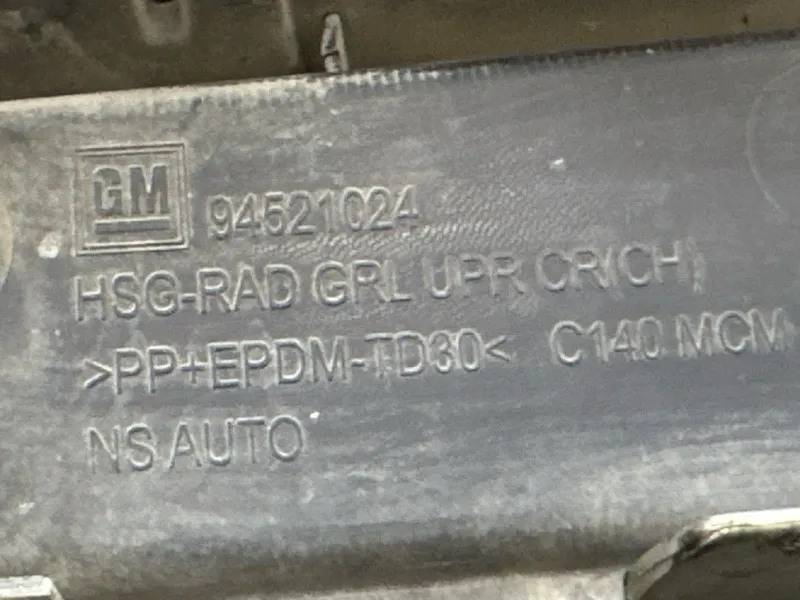 GM 94521024
HSG-RAD GRL UPR CR(CH)
>PP+EPDM-TD30< C140 MCM
NS AUTO